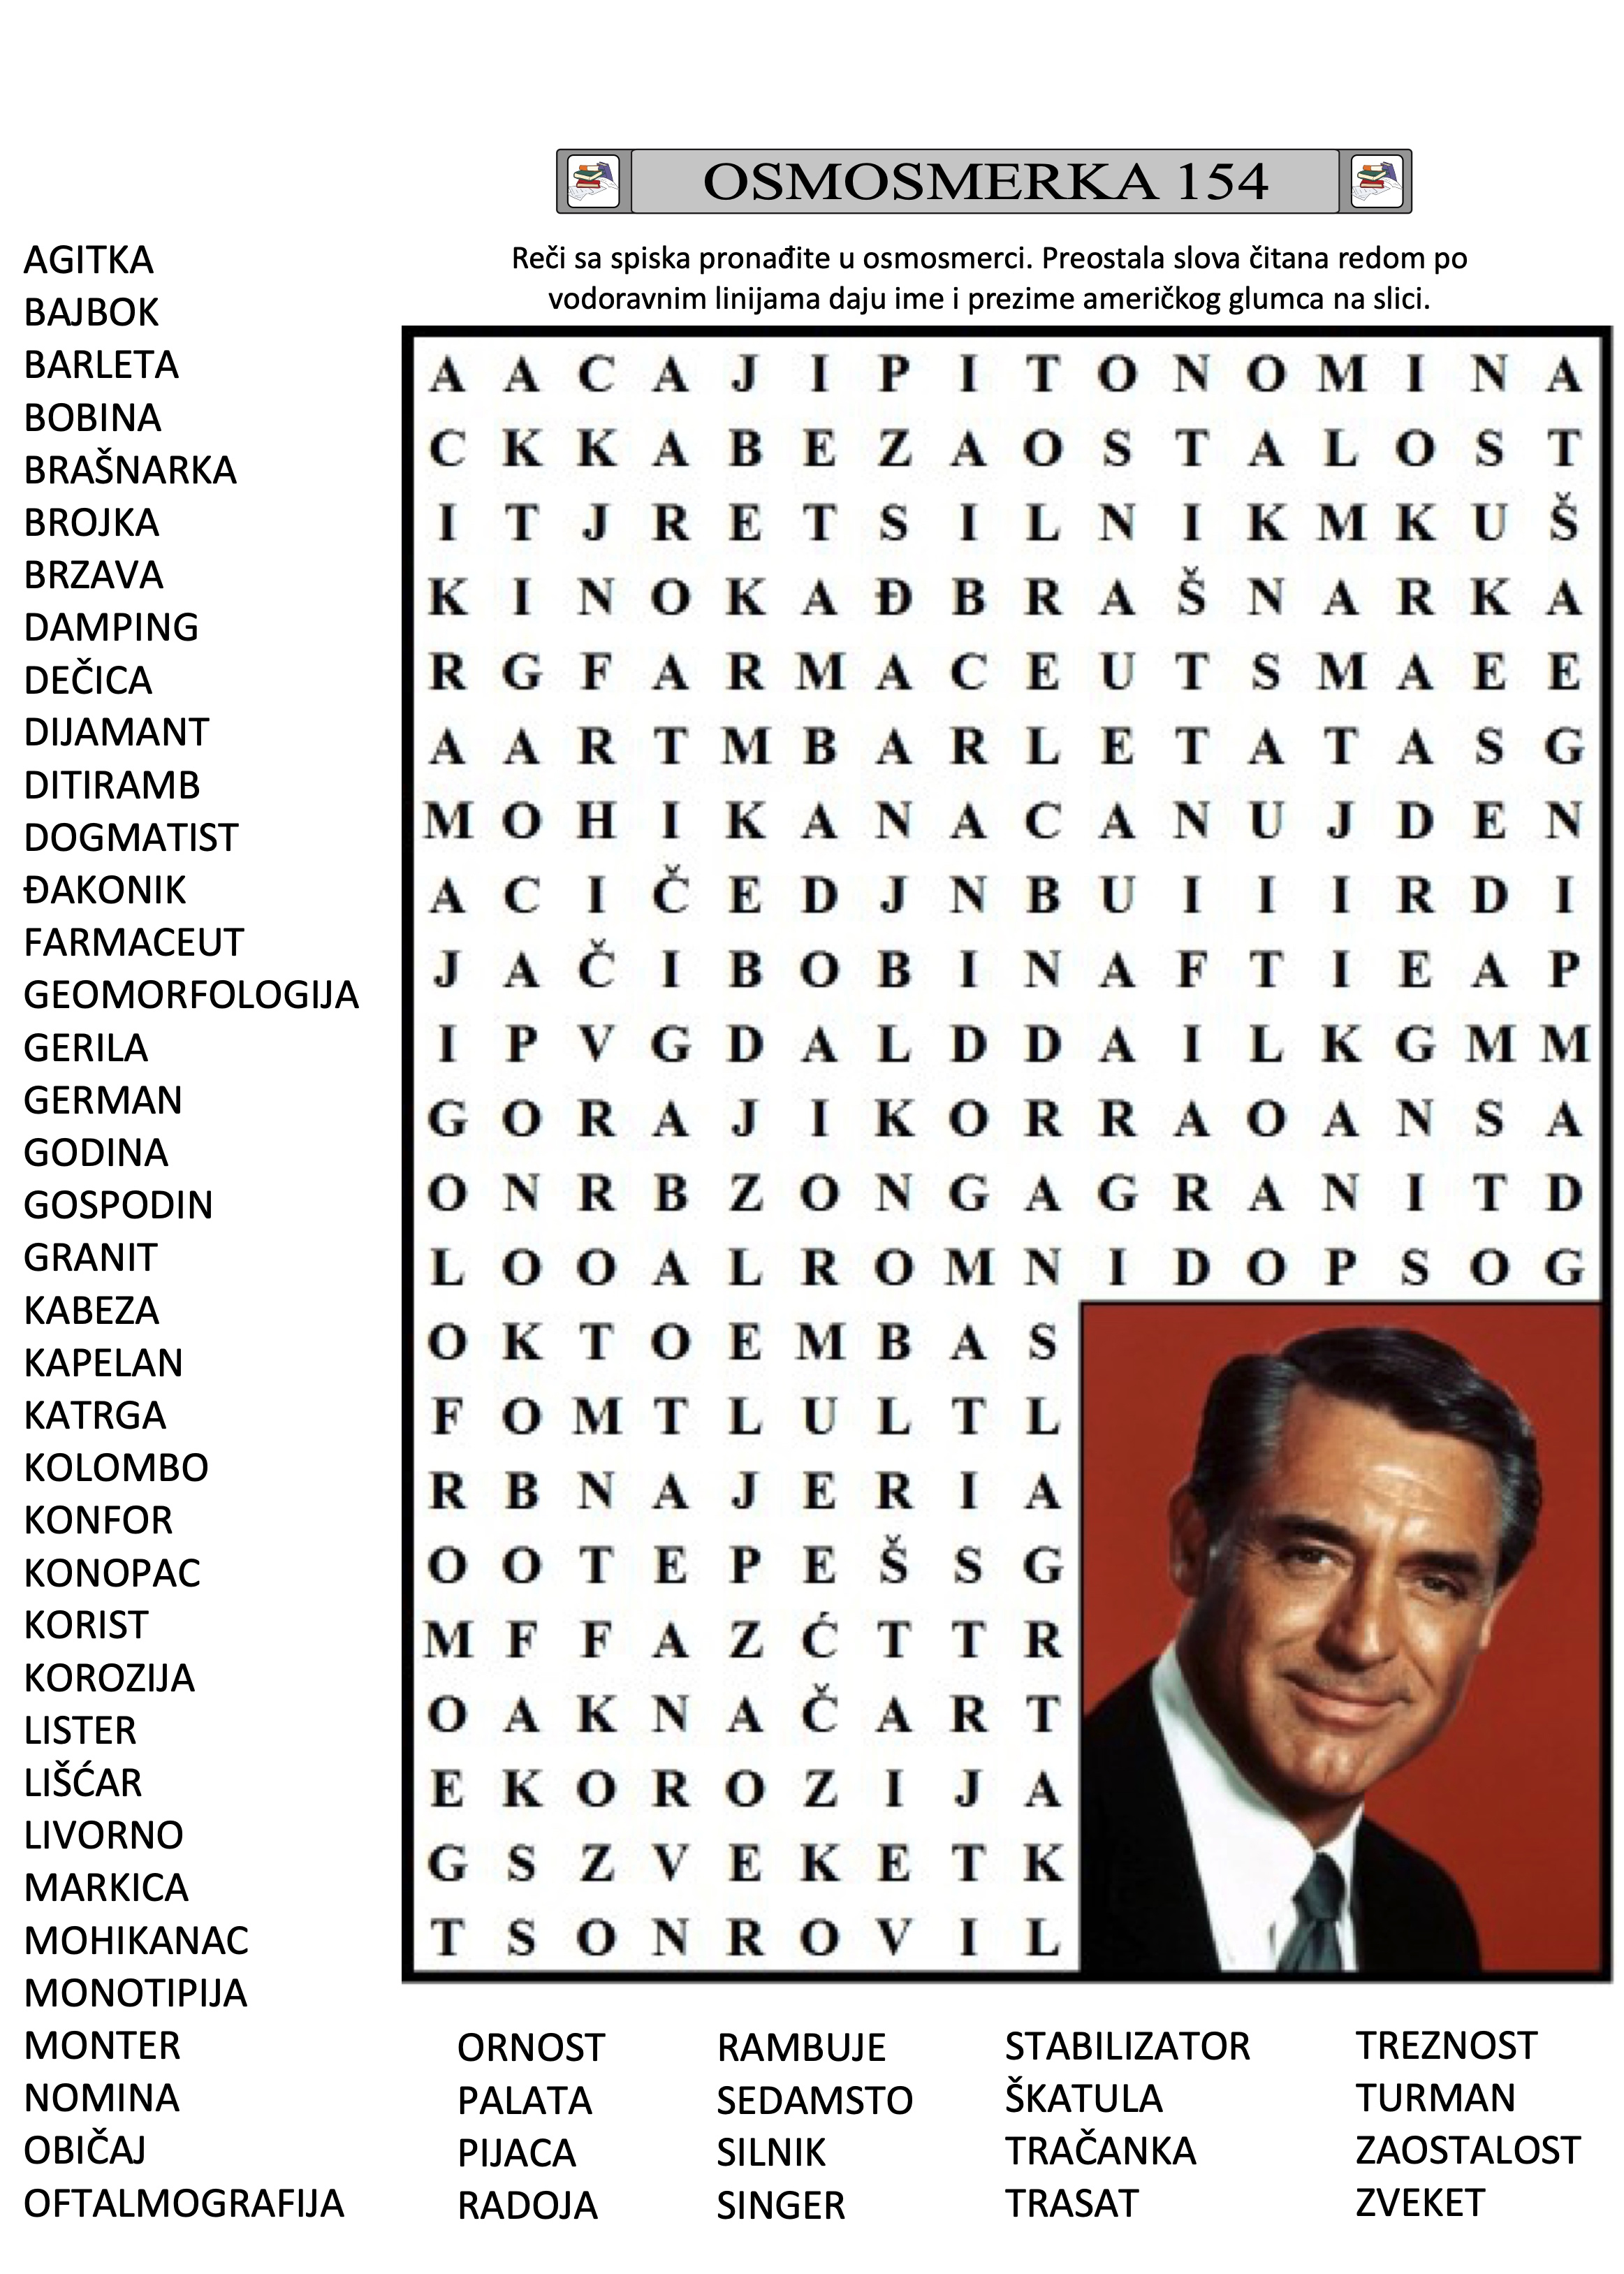 OSMOSMERKA 154
Reči sa spiska pronađite u osmosmerci. Preostala slova čitana redom po
vodoravnim linijama daju ime i prezime američkog glumca na slici.
AGITKA
BAJBOK
BARLETA
BOBINA
BRAŠNARKA
BROJKA
BRZAVA
DAMPING
DEČICA
DIJAMANT
DITIRAMB
DOGMATIST
ĐAKONIK
FARMACEUT
GEOMORFOLOGIJA
GERILA
GERMAN
GODINA
GOSPODIN
GRANIT
KABEZA
KAPELAN
KATRGA
KOLOMBO
KONFOR
KONOPAC
KORIST
KOROZIJA
LISTER
LIŠĆAR
LIVORNO
MARKICA
MOHIKANAC
MONOTIPIJA
MONTER
NOMINA
OBIČAJ
OFTALMOGRAFIJA
A A C A J I P I T O N O M I N A
C K K A B E Z A O S T A L O S T
I T J R E T S I L N I K M K U Š
K I N O K A Đ B R A Š N A R K A
R G F A R M A C E U T S M A E E
A A R T M B A R L E T A T A S G
M O H I K A N A C A N U J D E N
A C I Č E D J N B U I I I R D I
J A Č I B O B I N A F T I E A P
I P V G D A L D D A I L K G M M
G O R A J I K O R R A O A N S A
O N R B Z O N G A G R A N I T D
L O O A L R O M N I D O P S O G
O K T O E M B A S
F O M T L U L T L
R B N A J E R I A
O O T E P E Š S G
M F F A Z Ć T T R
O A K N A Č A R T
E K O R O Z I J A
G S Z V E K E T K
T S O N R O V I L
ORNOST
PALATA
PIJACA
RADOJA
RAMBUJE
SEDAMSTO
SILNIK
SINGER
STABILIZATOR
ŠKATULA
TRAČANKA
TRASAT
TREZNOST
TURMAN
ZAOSTALOST
ZVEKET